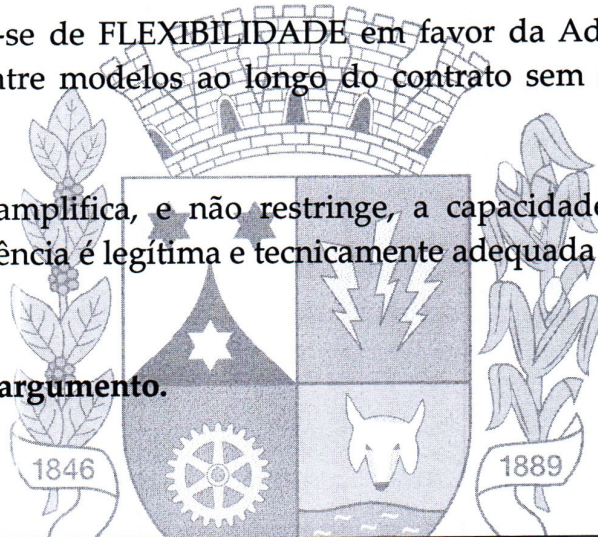 -se de FLEXIBILIDADE em favor da Ad
ntre modelos ao longo do contrato sem
amplifica, e não restringe, a capacidade
ência é legítima e tecnicamente adequada
argumento.
1846
1889